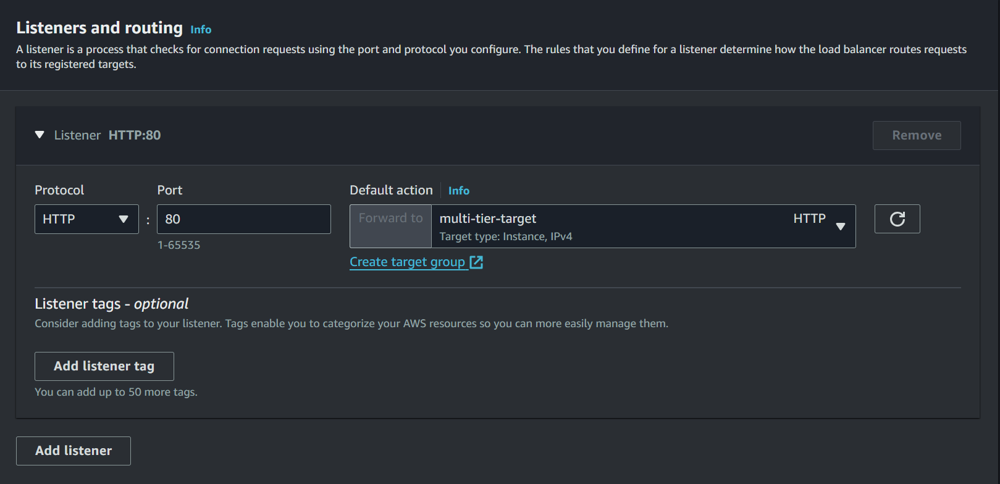 Listeners and routing Info
A listener is a process that checks for connection requests using the port and protocol you configure. The rules that you define for a listener determine how the load balancer routes requests
to its registered targets.
Listener HTTP:80
Remove
Protocol
Port
Default action Info
HTTP
:
80
Forward to
multi-tier-target
HTTP
Target type: Instance, IPv4
1-65535
Create target group
Listener tags - optional
Consider adding tags to your listener. Tags enable you to categorize your AWS resources so you can more easily manage them.
Add listener tag
You can add up to 50 more tags.
Add listener